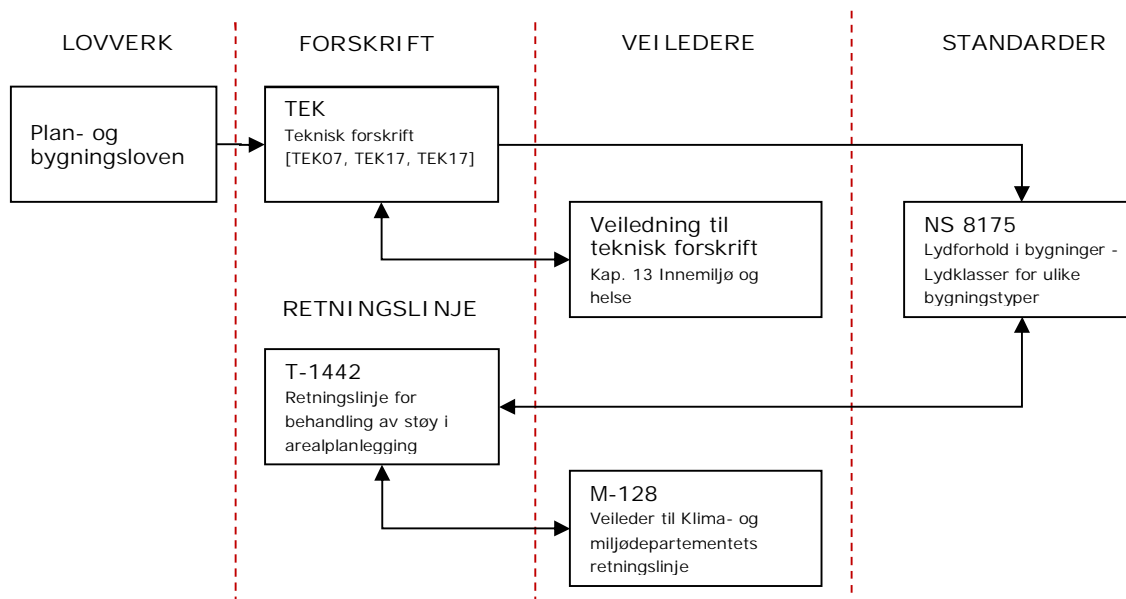 LOVVERK
FORSKRIFT
VEILEDERE
STANDARDER
Plan- og
bygningsloven
TEK
Teknisk forskrift
[TEK07, TEK17, TEK17]
Veiledning til
teknisk forskrift
Kap. 13 Innemiljø og
helse
NS 8175
Lydforhold i bygninger -
Lydklasser for ulike
bygningstyper
RETNINGSLINJE
T-1442
Retningslinje for
behandling av støy i
arealplanlegging
M-128
Veileder til Klima- og
miljødepartementets
retningslinje